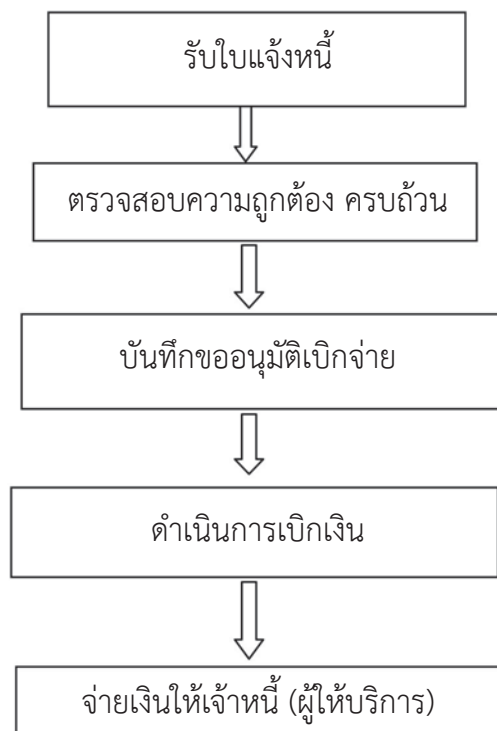 รับใบแจ้งหนี้
ตรวจสอบความถูกต้อง ครบถ้วน
บันทึกขออนุมัติเบิกจ่าย
ดำเนินการเบิกเงิน
จ่ายเงินให้เจ้าหนี้ (ผู้ให้บริการ)